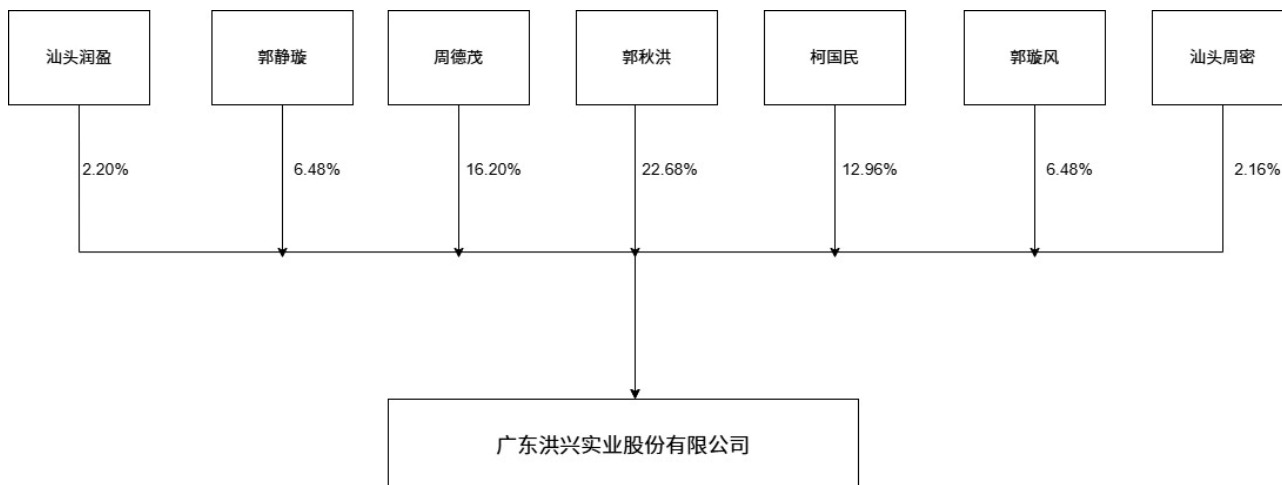 汕头润盈
郭静璇
周德茂
郭秋洪
柯国民
郭璇风
汕头周密
2.20%
6.48%
16.20%
22.68%
12.96%
6.48%
2.16%
广东洪兴实业股份有限公司